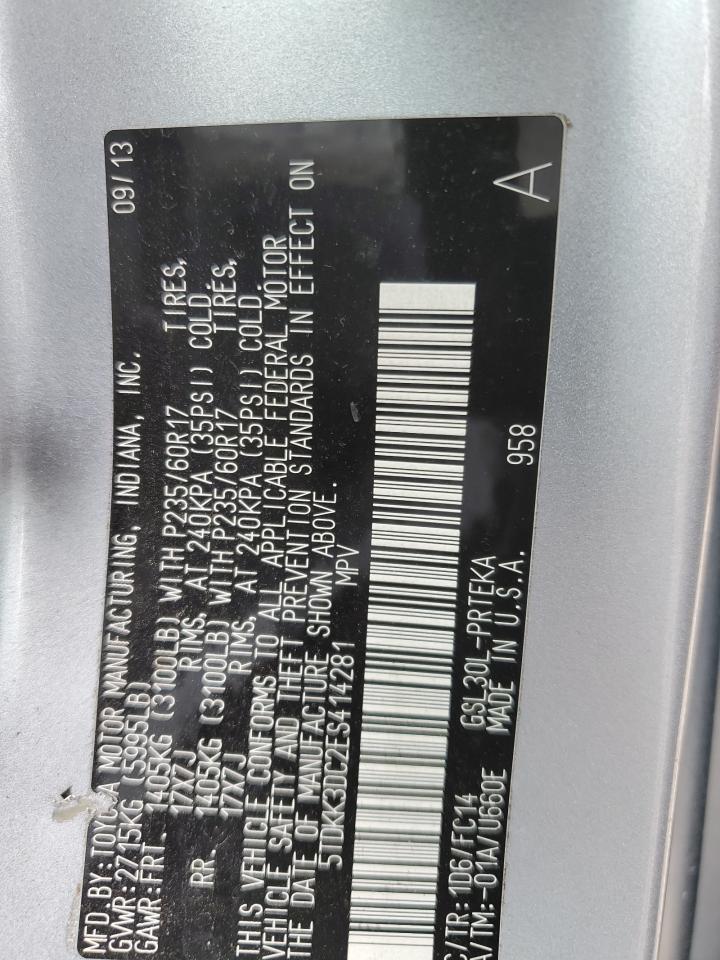 MFD.BY:TOYOTA MOTOR MANUFACTURING, INDIANA, INC. 09/13
GVWR:2715KG (5995LB)
GAWR:FRT. 1405KG (3100LB) WITH P235/60R17 TIRES,
17X7J RIMS, AT 240KPA (35PSI) COLD.
RR. 1405KG (3100LB) WITH P235/60R17 TIRES,
17X7J RIMS, AT 240KPA (35PSI) COLD.
THIS VEHICLE CONFORMS TO ALL APPLICABLE FEDERAL MOTOR
VEHICLE SAFETY AND THEFT PREVENTION STANDARDS IN EFFECT ON
THE DATE OF MANUFACTURE SHOWN ABOVE.
5TDKK3DC2ES414281 MPV
C/TR:1D6/FC14 GSL30L-PRTEKA
A/TM:-01A/U660E MADE IN U.S.A. 958 A